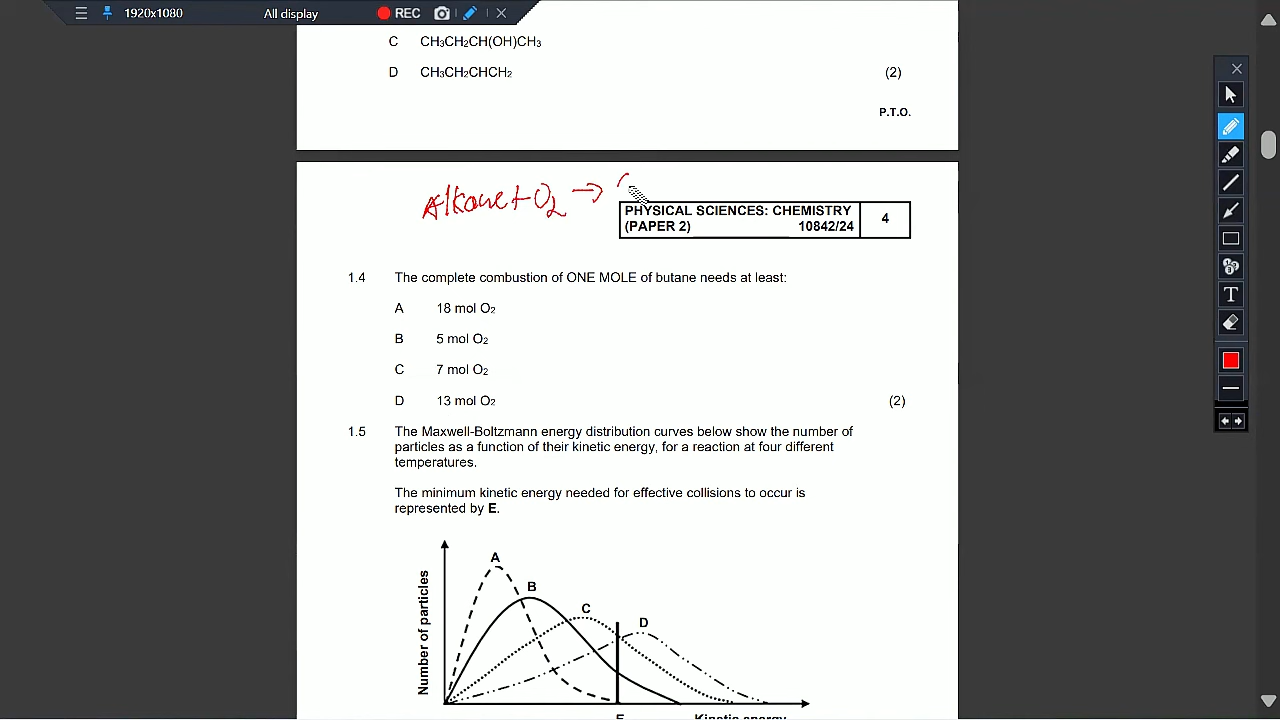 1920x1080 All display REC
C CH₃CH₂CH(OH)CH₃
D CH₃CH₂CHCH₂ (2)
P.T.O.
Alkane + O₂ →
PHYSICAL SCIENCES: CHEMISTRY
(PAPER 2) 10842/24
4
1.4 The complete combustion of ONE MOLE of butane needs at least:
A 18 mol O₂
B 5 mol O₂
C 7 mol O₂
D 13 mol O₂ (2)
1.5 The Maxwell-Boltzmann energy distribution curves below show the number of
particles as a function of their kinetic energy, for a reaction at four different
temperatures.
The minimum kinetic energy needed for effective collisions to occur is
represented by E.
A
B
C
D
Number of particles
E Kinetic energy
T